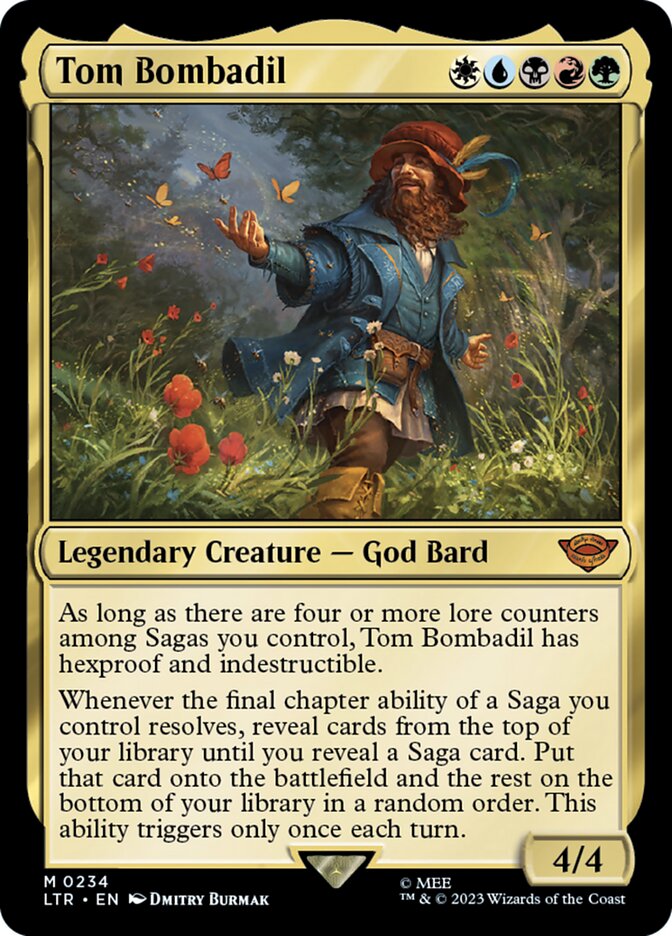 Tom Bombadil
Legendary Creature — God Bard
As long as there are four or more lore counters
among Sagas you control, Tom Bombadil has
hexproof and indestructible.
Whenever the final chapter ability of a Saga you
control resolves, reveal cards from the top of
your library until you reveal a Saga card. Put
that card onto the battlefield and the rest on the
bottom of your library in a random order. This
ability triggers only once each turn.
4/4
M 0234
LTR • EN Dmitry Burmak
© MEE
™ & © 2023 Wizards of the Coast